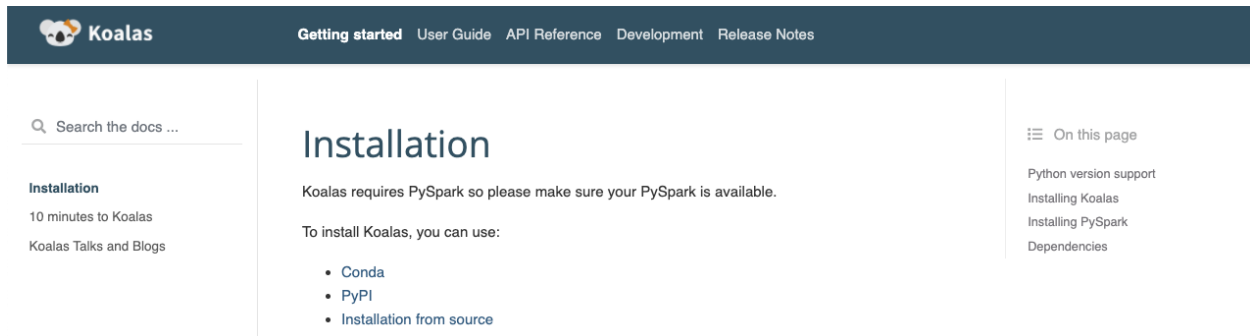 Koalas
Getting started User Guide API Reference Development Release Notes
Search the docs ...
Installation
10 minutes to Koalas
Koalas Talks and Blogs
Installation
Koalas requires PySpark so please make sure your PySpark is available.
To install Koalas, you can use:
• Conda
• PyPI
• Installation from source
On this page
Python version support
Installing Koalas
Installing PySpark
Dependencies